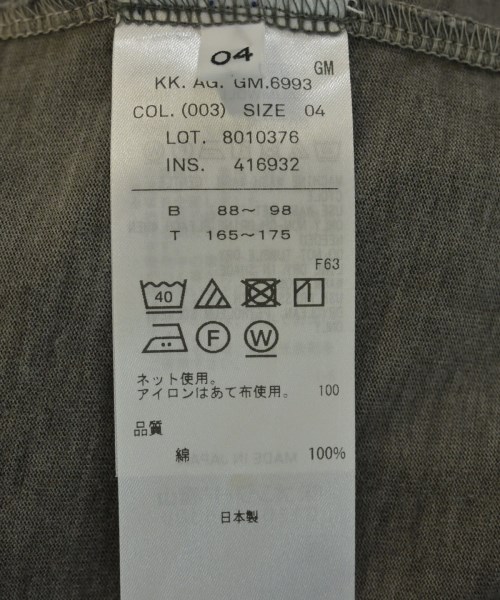 04
GM
KK. AG. GM.6993
COL. (003) SIZE 04
LOT. 8010376
INS. 416932
B 88～ 98
T 165～175
F63
40
F W
ネット使用。
アイロンはあて布使用。 100
品質
綿 100%
日本製